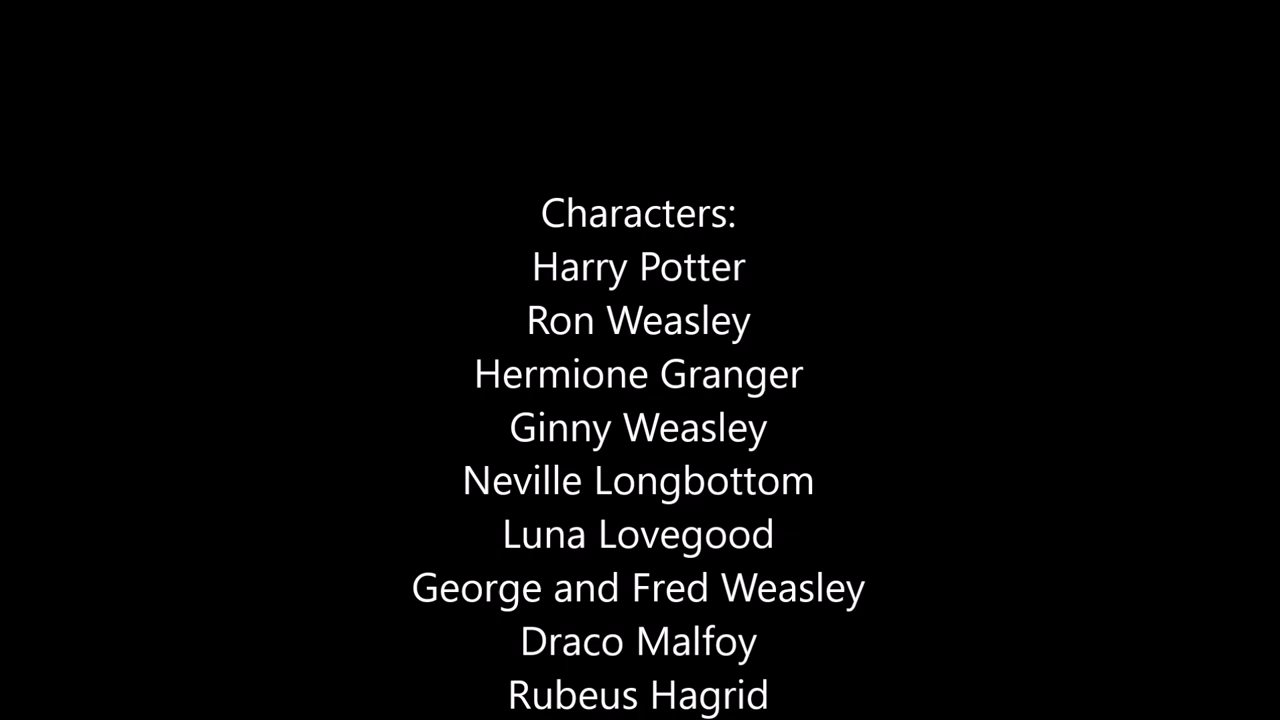 Characters:
Harry Potter
Ron Weasley
Hermione Granger
Ginny Weasley
Neville Longbottom
Luna Lovegood
George and Fred Weasley
Draco Malfoy
Rubeus Hagrid